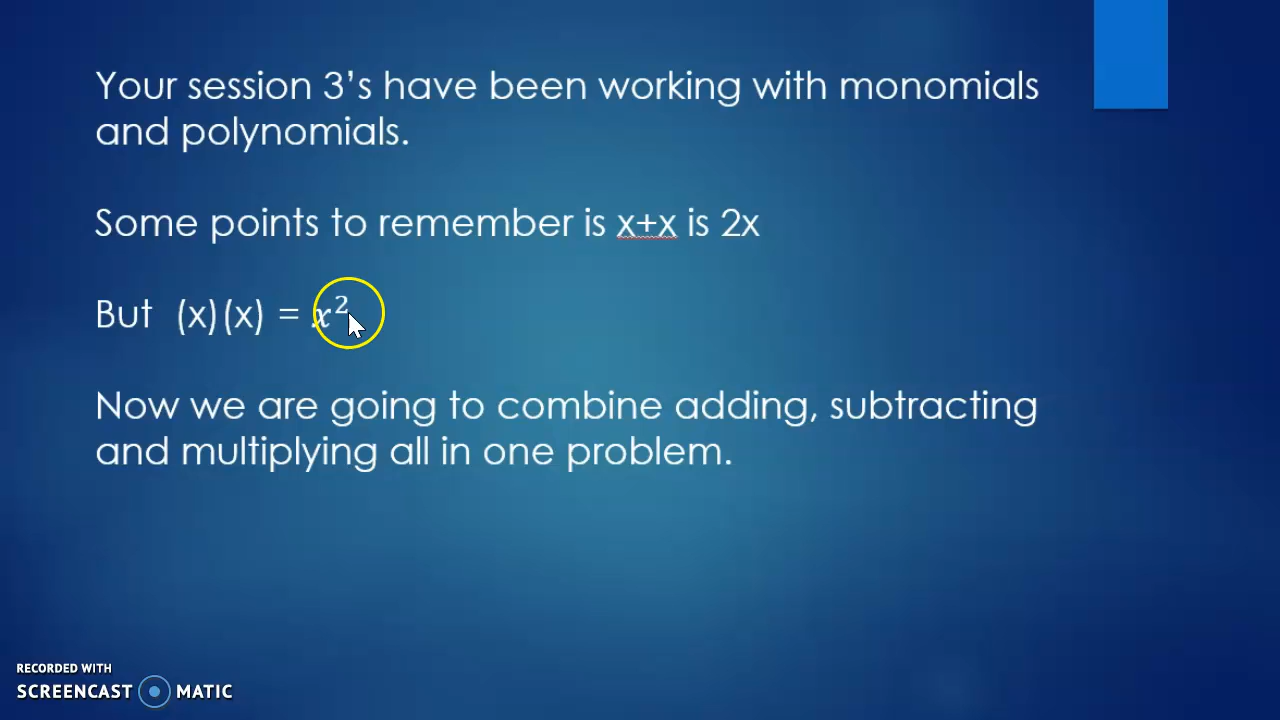 Your session 3’s have been working with monomials
and polynomials.
Some points to remember is x+x is 2x
But (x)(x) = x²
Now we are going to combine adding, subtracting
and multiplying all in one problem.
RECORDED WITH
SCREENCAST MATIC